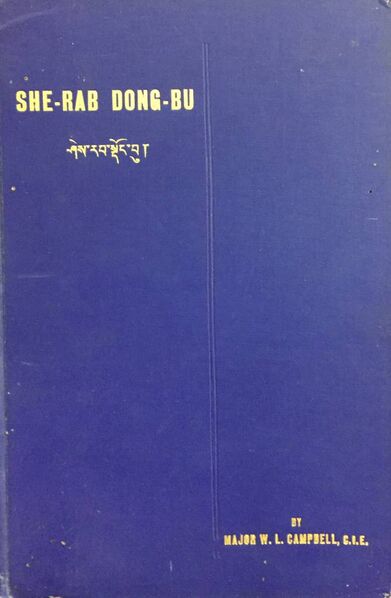 SHE-RAB DONG-BU
ཤེས་རབ་སྡོང་བུ །
BY
MAJOR W. L. CAMPBELL, C.I.E.